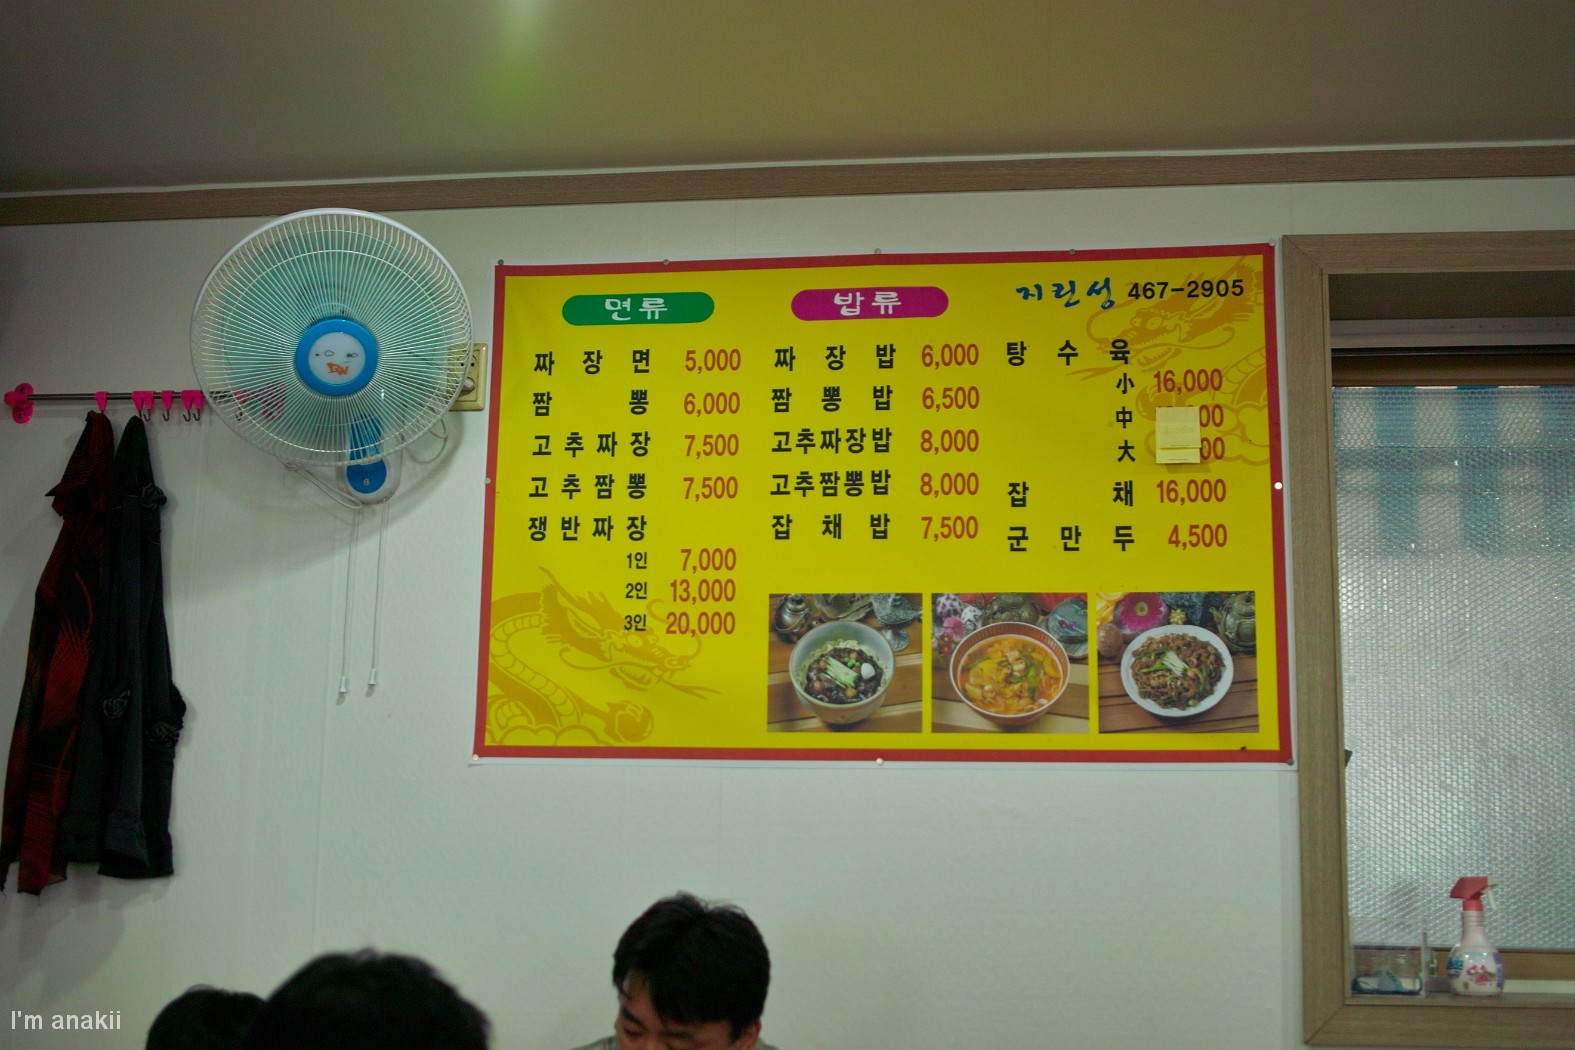 면류
짜장면 5,000
짬뽕 6,000
고추짜장 7,500
고추짬뽕 7,500
쟁반짜장
1인 7,000
2인 13,000
3인 20,000
밥류
짜장밥 6,000
짬뽕밥 6,500
고추짜장밥 8,000
고추짬뽕밥 8,000
잡채밥 7,500
지린성 467-2905
탕수육
小 16,000
中 00
大 00
잡채 16,000
군만두 4,500
I'm anakii